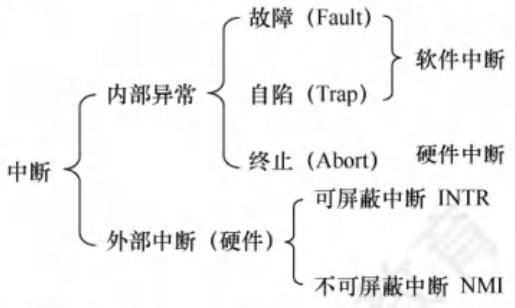 故障（Fault）
软件中断
内部异常
自陷（Trap）
中断
终止（Abort）
硬件中断
可屏蔽中断 INTR
外部中断（硬件）
不可屏蔽中断 NMI